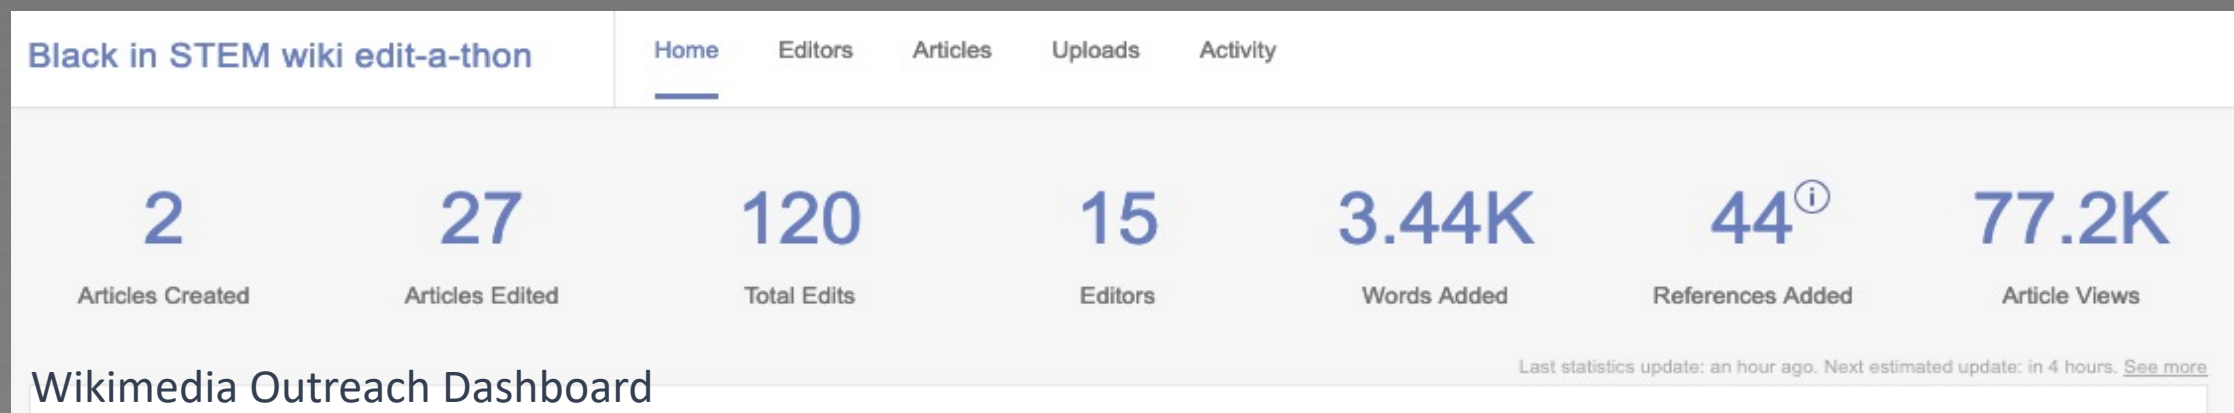 Black in STEM wiki edit-a-thon
Home Editors Articles Uploads Activity
2 27 120 15 3.44K 44 77.2K
Articles Created Articles Edited Total Edits Editors Words Added References Added Article Views
Last statistics update: an hour ago. Next estimated update: in 4 hours. See more
Wikimedia Outreach Dashboard